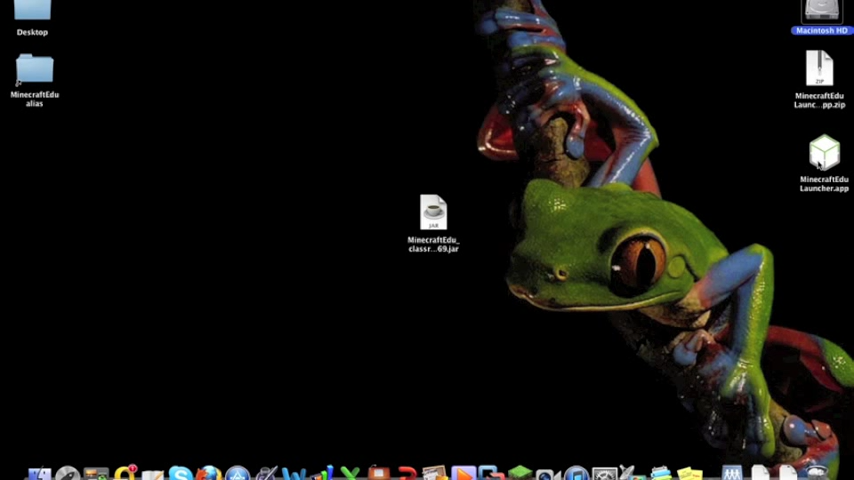 Desktop
MinecraftEdu
alias
MinecraftEdu_
classr...69.jar
JAR
Macintosh HD
ZIP
MinecraftEdu
Launc...pp.zip
MinecraftEdu
Launcher.app